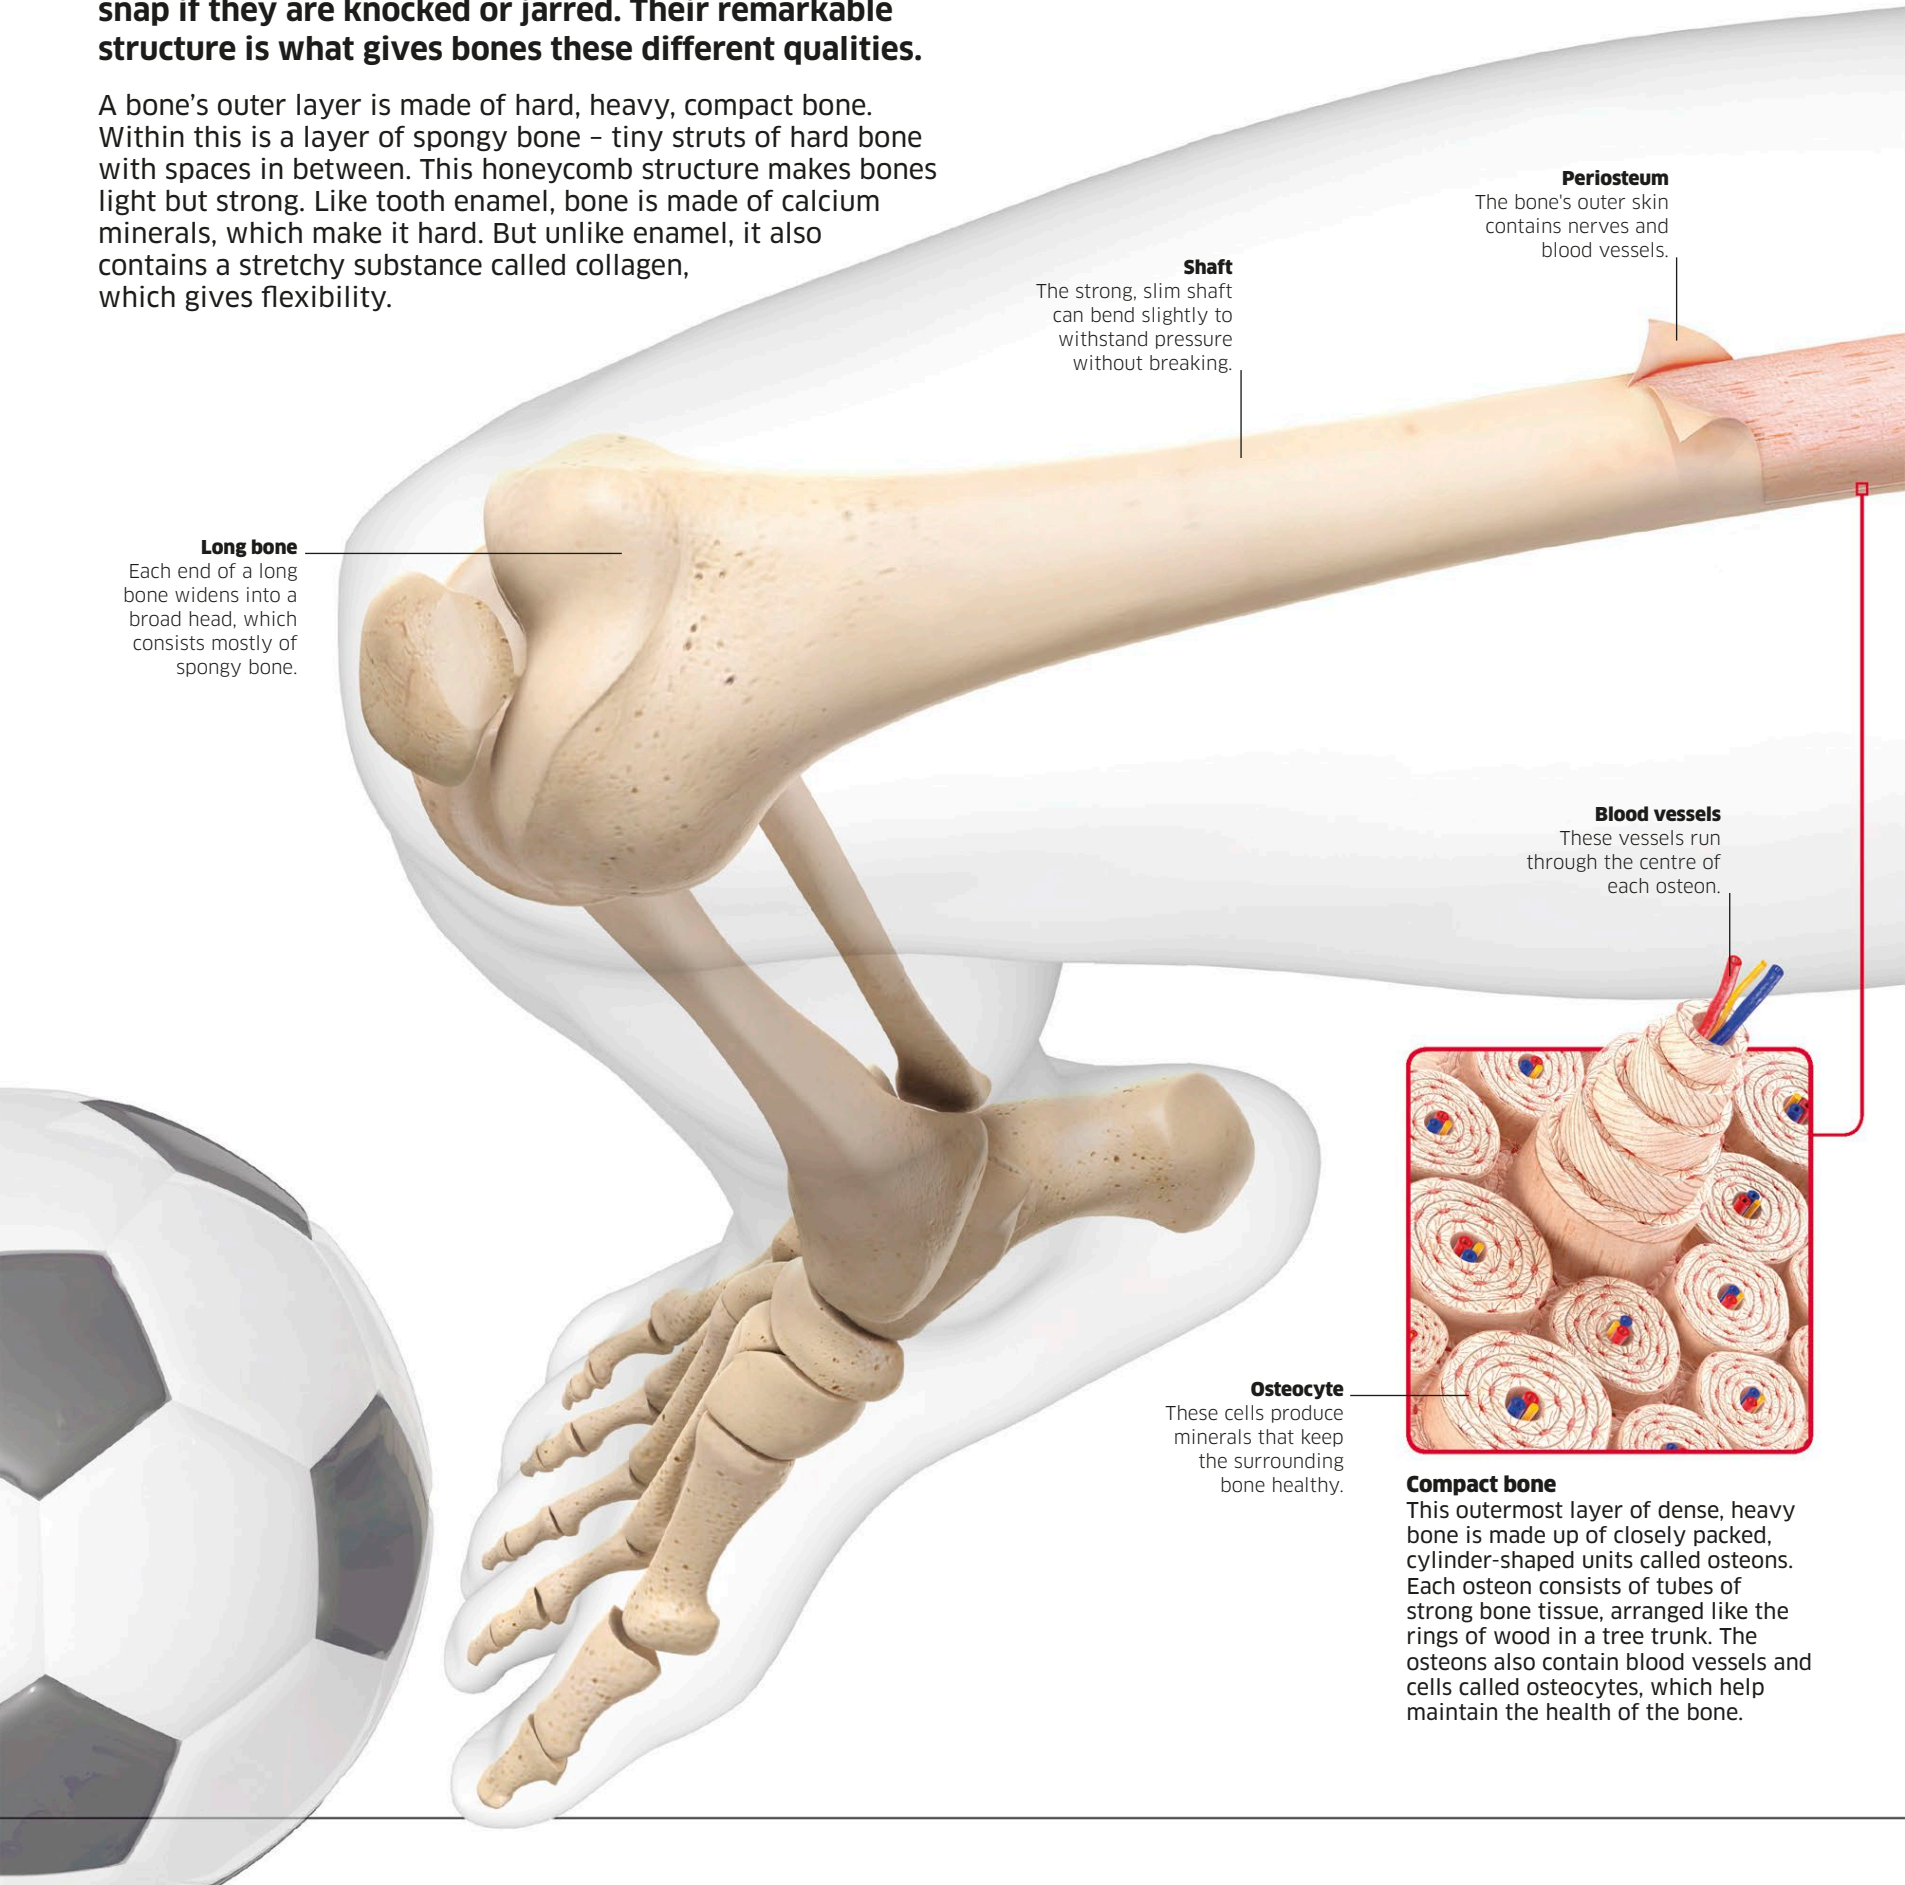 snap if they are knocked or jarred. Their remarkable
structure is what gives bones these different qualities.
A bone's outer layer is made of hard, heavy, compact bone.
Within this is a layer of spongy bone – tiny struts of hard bone
with spaces in between. This honeycomb structure makes bones
light but strong. Like tooth enamel, bone is made of calcium
minerals, which make it hard. But unlike enamel, it also
contains a stretchy substance called collagen,
which gives flexibility.
Periosteum
The bone's outer skin
contains nerves and
blood vessels.
Shaft
The strong, slim shaft
can bend slightly to
withstand pressure
without breaking.
Long bone
Each end of a long
bone widens into a
broad head, which
consists mostly of
spongy bone.
Blood vessels
These vessels run
through the centre of
each osteon.
Osteocyte
These cells produce
minerals that keep
the surrounding
bone healthy.
Compact bone
This outermost layer of dense, heavy
bone is made up of closely packed,
cylinder-shaped units called osteons.
Each osteon consists of tubes of
strong bone tissue, arranged like the
rings of wood in a tree trunk. The
osteons also contain blood vessels and
cells called osteocytes, which help
maintain the health of the bone.